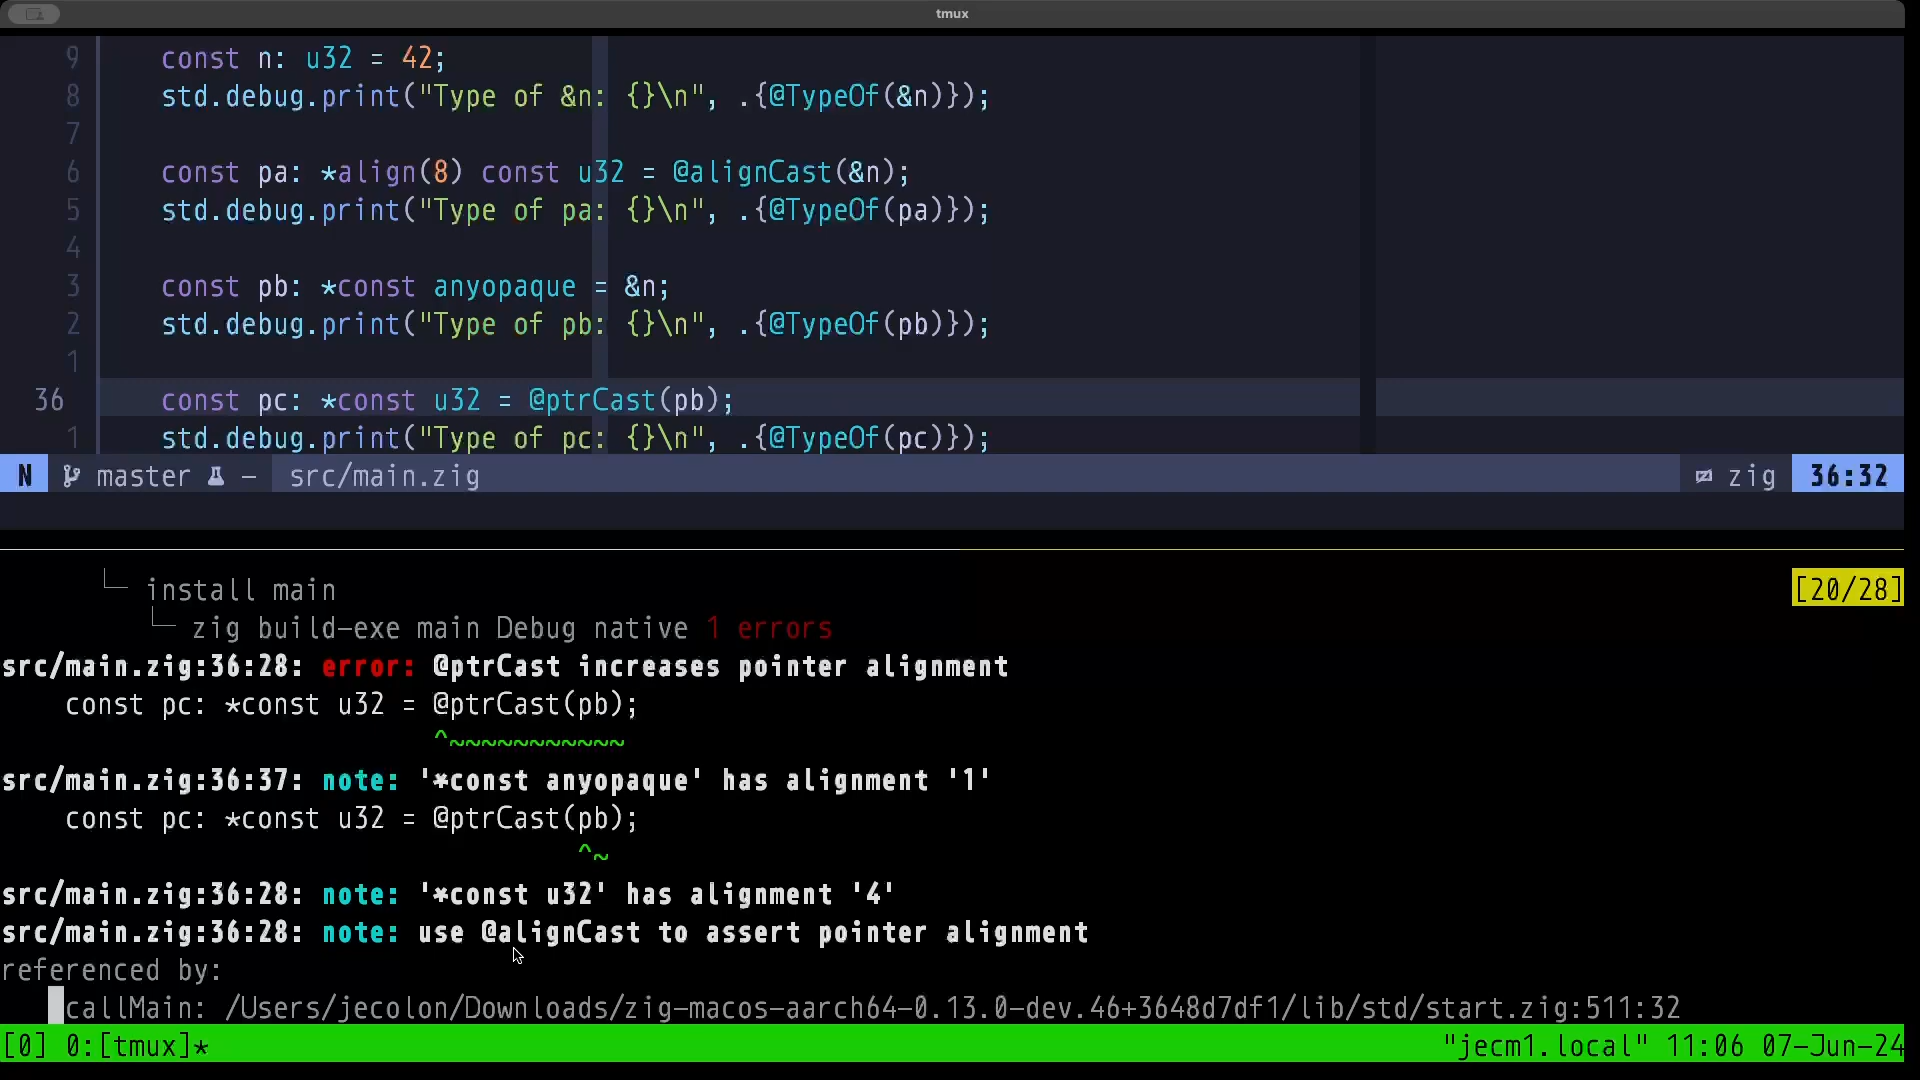 tmux
9 const n: u32 = 42;
8 std.debug.print("Type of &n: {}\n", .{@TypeOf(&n)});
7
6 const pa: *align(8) const u32 = @alignCast(&n);
5 std.debug.print("Type of pa: {}\n", .{@TypeOf(pa)});
4
3 const pb: *const anyopaque = &n;
2 std.debug.print("Type of pb: {}\n", .{@TypeOf(pb)});
1
36 const pc: *const u32 = @ptrCast(pb);
1 std.debug.print("Type of pc: {}\n", .{@TypeOf(pc)});
N master – src/main.zig zig 36:32
└─ install main [20/28]
└─ zig build-exe main Debug native 1 errors
src/main.zig:36:28: error: @ptrCast increases pointer alignment
const pc: *const u32 = @ptrCast(pb);
^~~~~~~~~~~~
src/main.zig:36:37: note: '*const anyopaque' has alignment '1'
const pc: *const u32 = @ptrCast(pb);
^~
src/main.zig:36:28: note: '*const u32' has alignment '4'
src/main.zig:36:28: note: use @alignCast to assert pointer alignment
referenced by:
callMain: /Users/jecolon/Downloads/zig-macos-aarch64-0.13.0-dev.46+3648d7df1/lib/std/start.zig:511:32
[0] 0:[tmux]* "jecm1.local" 11:06 07-Jun-24